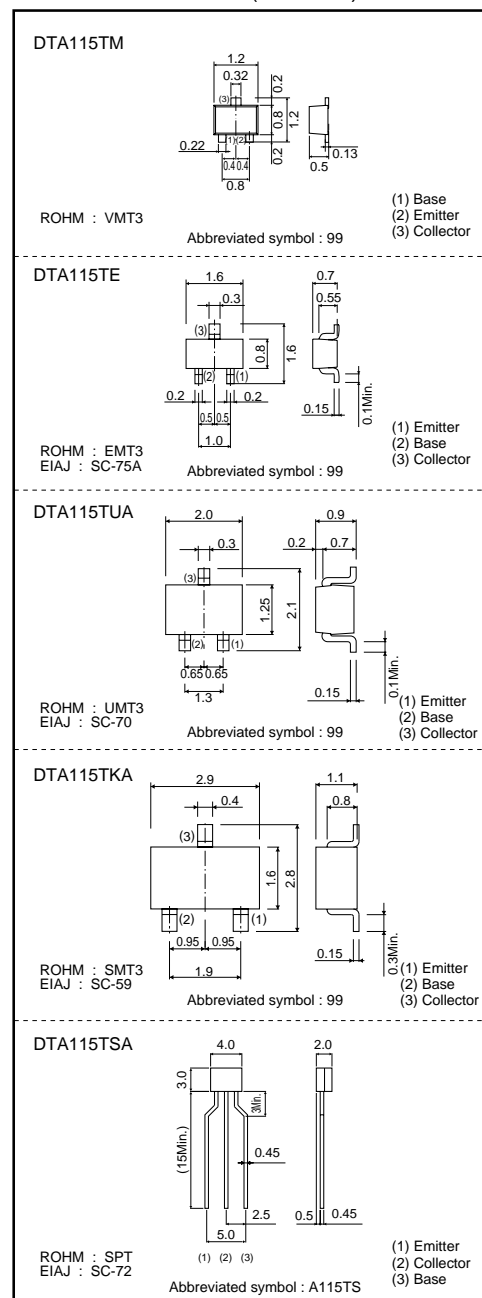 DTA115TM
1.2
0.32
(3)
0.2
0.8
1.2
0.2
0.22
(1)
(2)
0.4 0.4
0.8
0.5
0.13
(1) Base
(2) Emitter
(3) Collector
ROHM : VMT3
Abbreviated symbol : 99
DTA115TE
1.6
0.3
(3)
0.8
1.6
(2)
(1)
0.2
0.2
0.5 0.5
1.0
0.7
0.55
0.15
0.1Min.
(1) Emitter
(2) Base
(3) Collector
ROHM : EMT3
EIAJ : SC-75A
Abbreviated symbol : 99
DTA115TUA
2.0
0.3
(3)
1.25
2.1
(2)
(1)
0.65 0.65
1.3
0.9
0.2
0.7
0.15
0.1Min.
(1) Emitter
(2) Base
(3) Collector
ROHM : UMT3
EIAJ : SC-70
Abbreviated symbol : 99
DTA115TKA
2.9
0.4
(3)
1.6
2.8
(2)
(1)
0.95 0.95
1.9
1.1
0.8
0.15
0.3Min.
(1) Emitter
(2) Base
(3) Collector
ROHM : SMT3
EIAJ : SC-59
Abbreviated symbol : 99
DTA115TSA
4.0
2.0
3.0
3Min.
(15Min.)
0.45
2.5
5.0
0.5
0.45
(1) (2) (3)
(1) Emitter
(2) Collector
(3) Base
ROHM : SPT
EIAJ : SC-72
Abbreviated symbol : A115TS